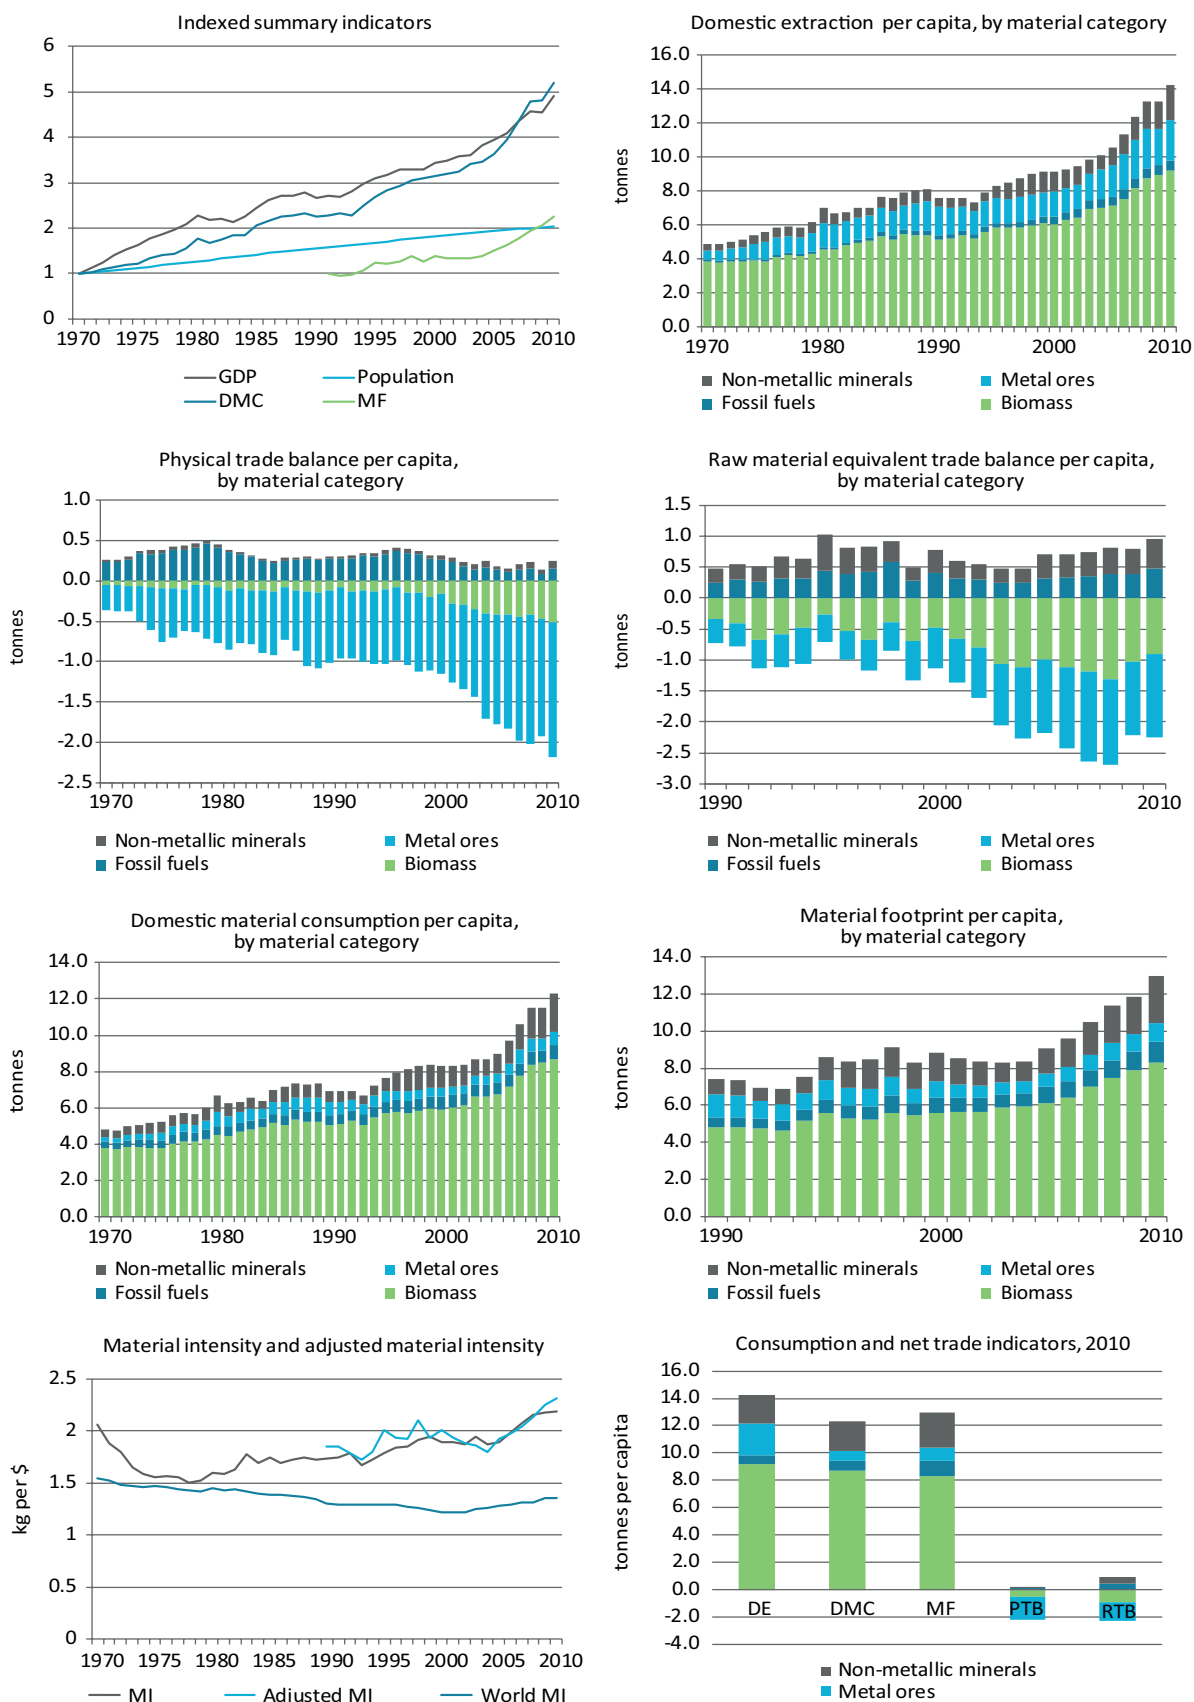 Indexed summary indicators
6
5
4
3
2
1
0
1970 1975 1980 1985 1990 1995 2000 2005 2010
GDP Population
DMC MF
Domestic extraction per capita, by material category
tonnes
16.0
14.0
12.0
10.0
8.0
6.0
4.0
2.0
0.0
1970 1980 1990 2000 2010
Non-metallic minerals Metal ores
Fossil fuels Biomass
Physical trade balance per capita,
by material category
tonnes
1.0
0.5
0.0
-0.5
-1.0
-1.5
-2.0
-2.5
1970 1980 1990 2000 2010
Non-metallic minerals Metal ores
Fossil fuels Biomass
Raw material equivalent trade balance per capita,
by material category
tonnes
1.5
1.0
0.5
0.0
-0.5
-1.0
-1.5
-2.0
-2.5
-3.0
1990 2000 2010
Non-metallic minerals Metal ores
Fossil fuels Biomass
Domestic material consumption per capita,
by material category
tonnes
14.0
12.0
10.0
8.0
6.0
4.0
2.0
0.0
1970 1980 1990 2000 2010
Non-metallic minerals Metal ores
Fossil fuels Biomass
Material footprint per capita,
by material category
tonnes
14.0
12.0
10.0
8.0
6.0
4.0
2.0
0.0
1990 2000 2010
Non-metallic minerals Metal ores
Fossil fuels Biomass
Material intensity and adjusted material intensity
kg per $
2.5
2
1.5
1
0.5
0
1970 1975 1980 1985 1990 1995 2000 2005 2010
MI Adjusted MI World MI
Consumption and net trade indicators, 2010
tonnes per capita
16.0
14.0
12.0
10.0
8.0
6.0
4.0
2.0
0.0
-2.0
-4.0
DE DMC MF PTB RTB
Non-metallic minerals
Metal ores